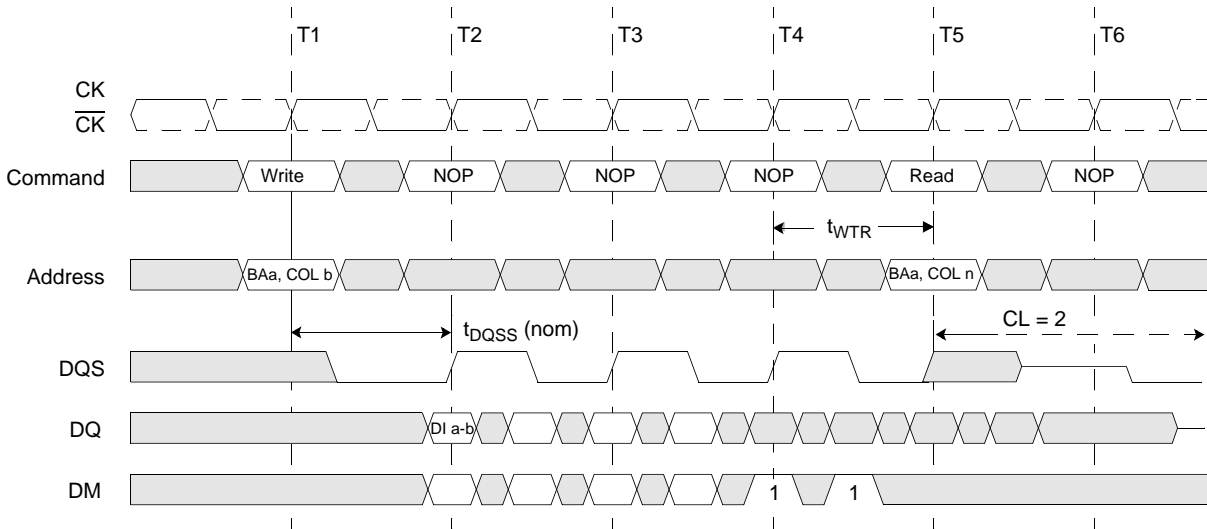 T1 T2 T3 T4 T5 T6
CK
CK
Command Write NOP NOP NOP Read NOP
tWTR
Address BAa, COL b BAa, COL n
tDQSS (nom) CL = 2
DQS
DQ DI a-b
DM 1 1